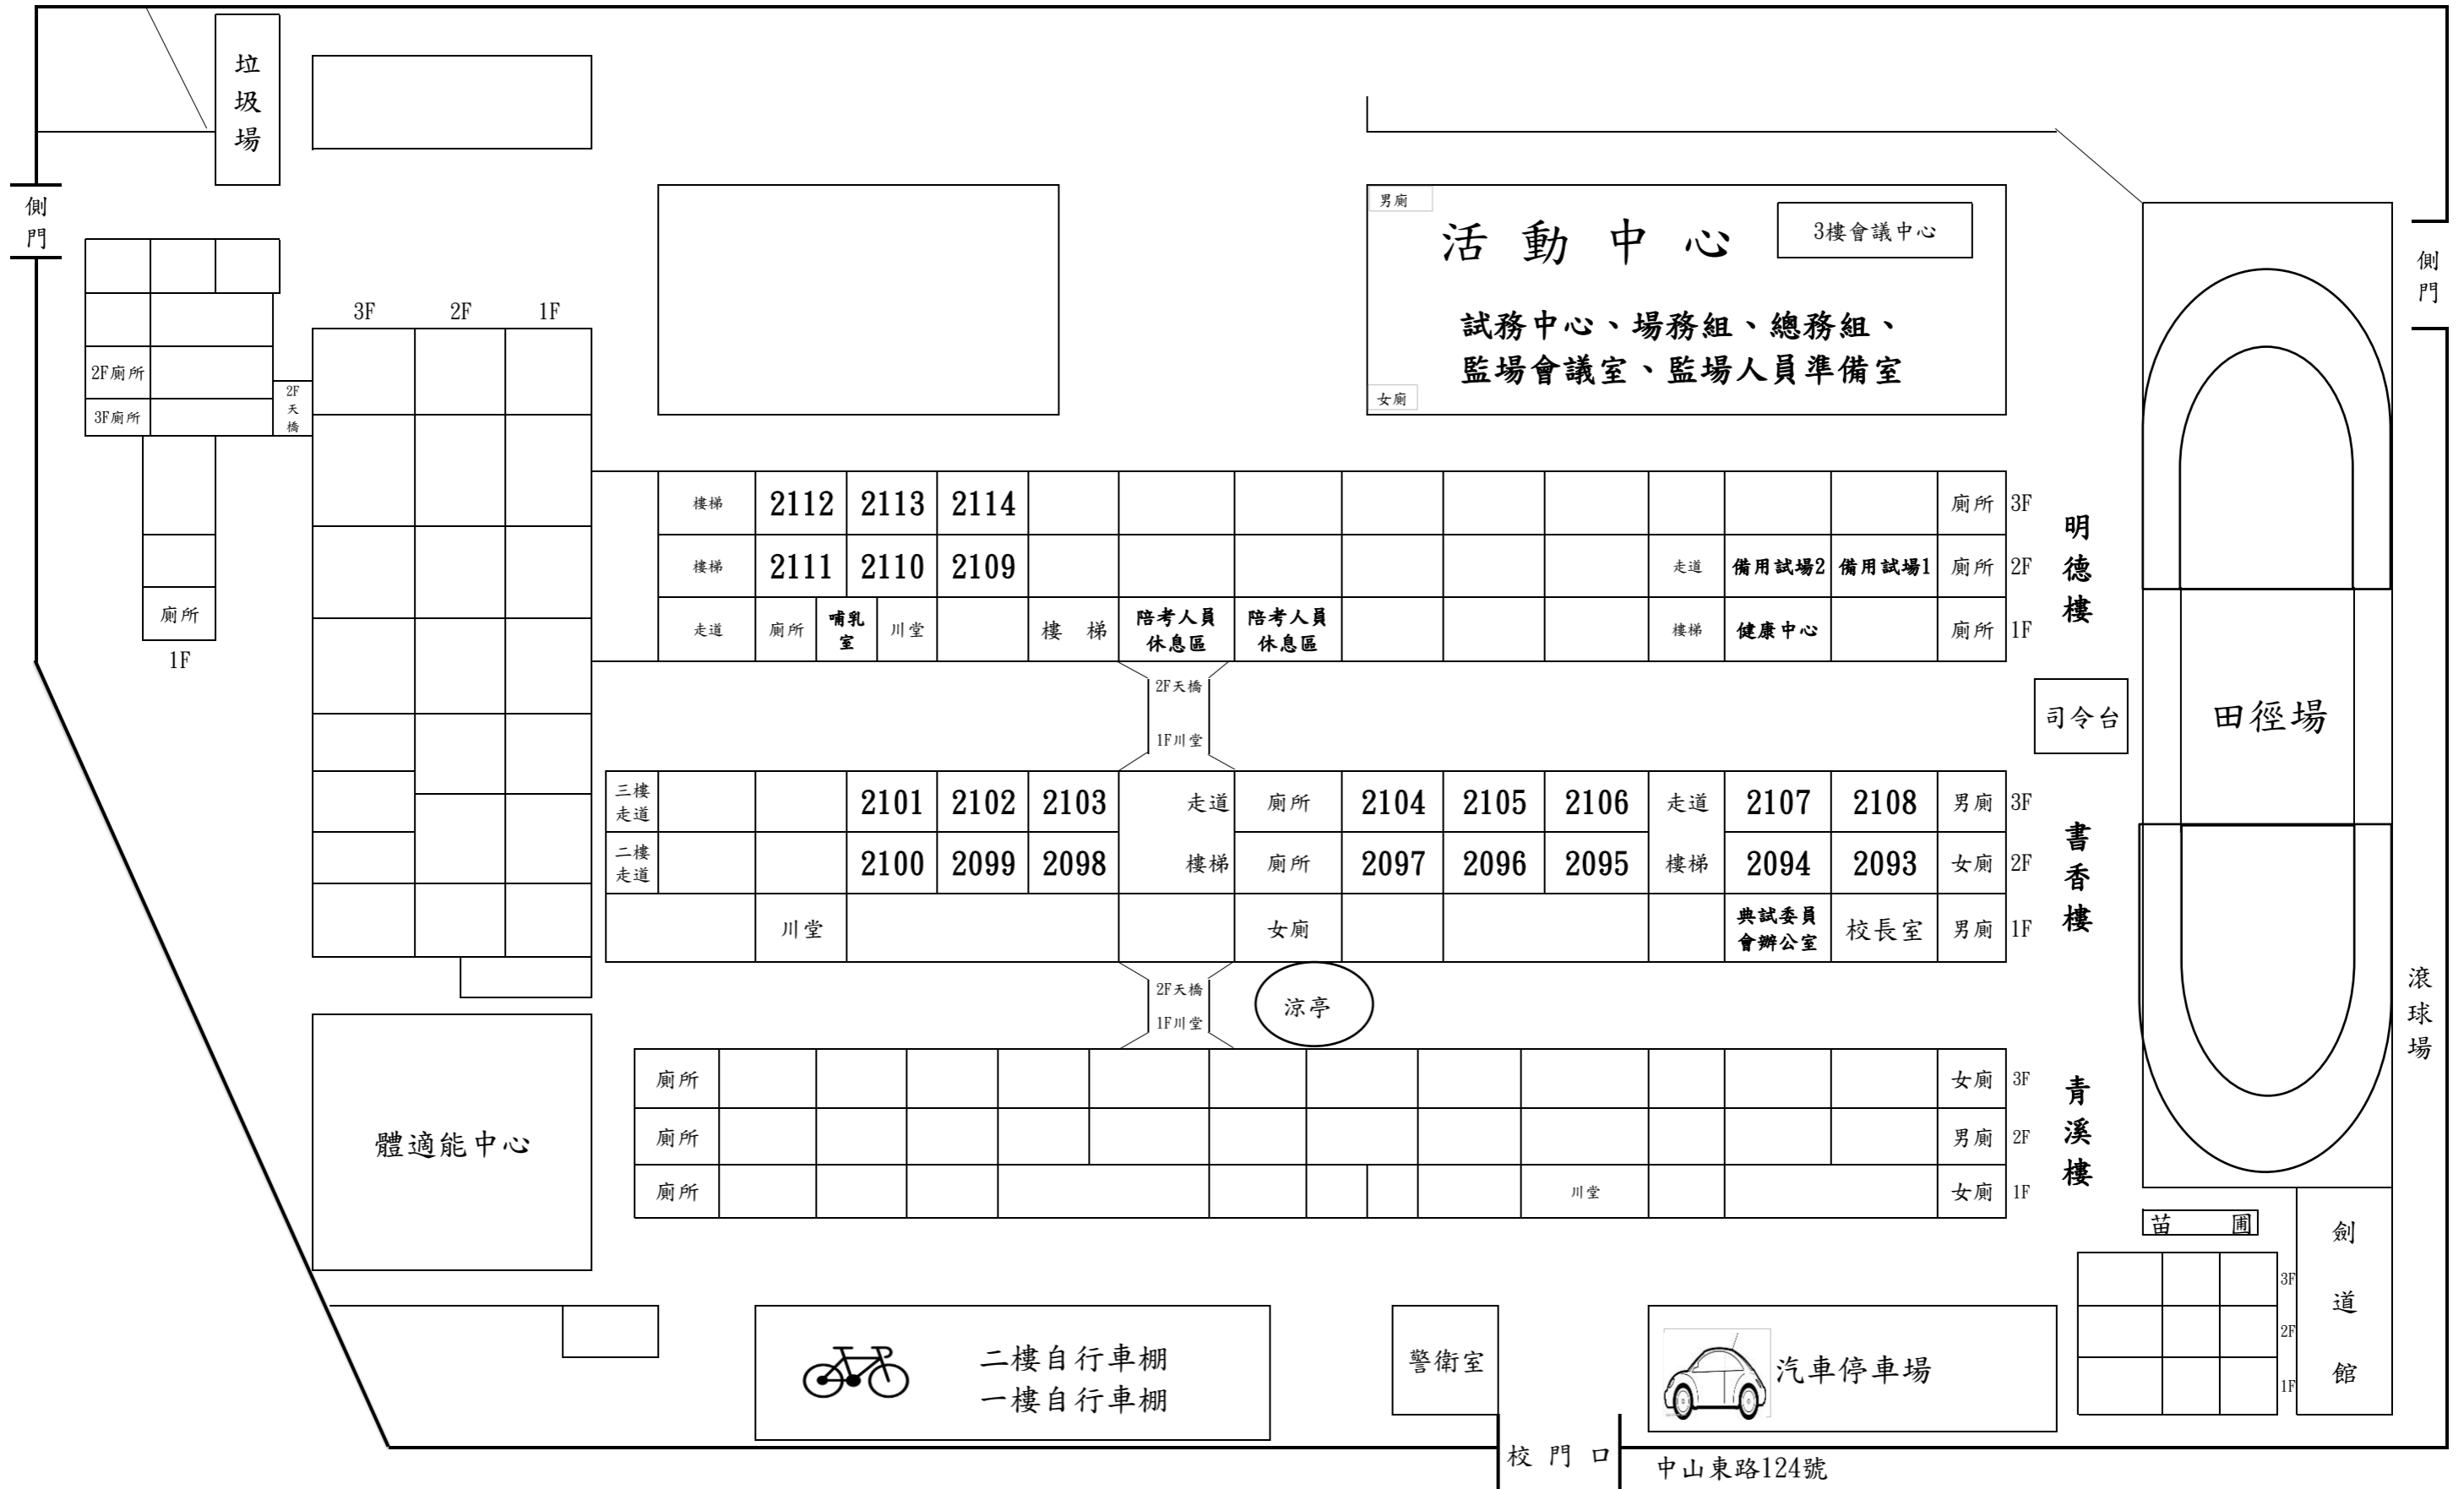 垃圾場
側門
男廁
活動中心
3樓會議中心
試務中心、場務組、總務組、
監場會議室、監場人員準備室
女廁
側門
3F 2F 1F
2F廁所
3F廁所
2F天橋
廁所
1F
樓梯 2112 2113 2114 廁所 3F
樓梯 2111 2110 2109 走道 備用試場2 備用試場1 廁所 2F
走道 廁所 哺乳室 川堂 樓梯 陪考人員休息區 陪考人員休息區 樓梯 健康中心 廁所 1F
明德樓
2F天橋
1F川堂
司令台
田徑場
三樓走道 2101 2102 2103 走道 廁所 2104 2105 2106 走道 2107 2108 男廁 3F
二樓走道 2100 2099 2098 樓梯 廁所 2097 2096 2095 樓梯 2094 2093 女廁 2F
川堂 女廁 典試委員會辦公室 校長室 男廁 1F
書香樓
2F天橋
1F川堂
涼亭
滾球場
廁所 女廁 3F
廁所 男廁 2F
廁所 川堂 女廁 1F
青溪樓
體適能中心
苗圃
劍道館
3F
2F
1F
二樓自行車棚
一樓自行車棚
警衛室
汽車停車場
校門口
中山東路124號